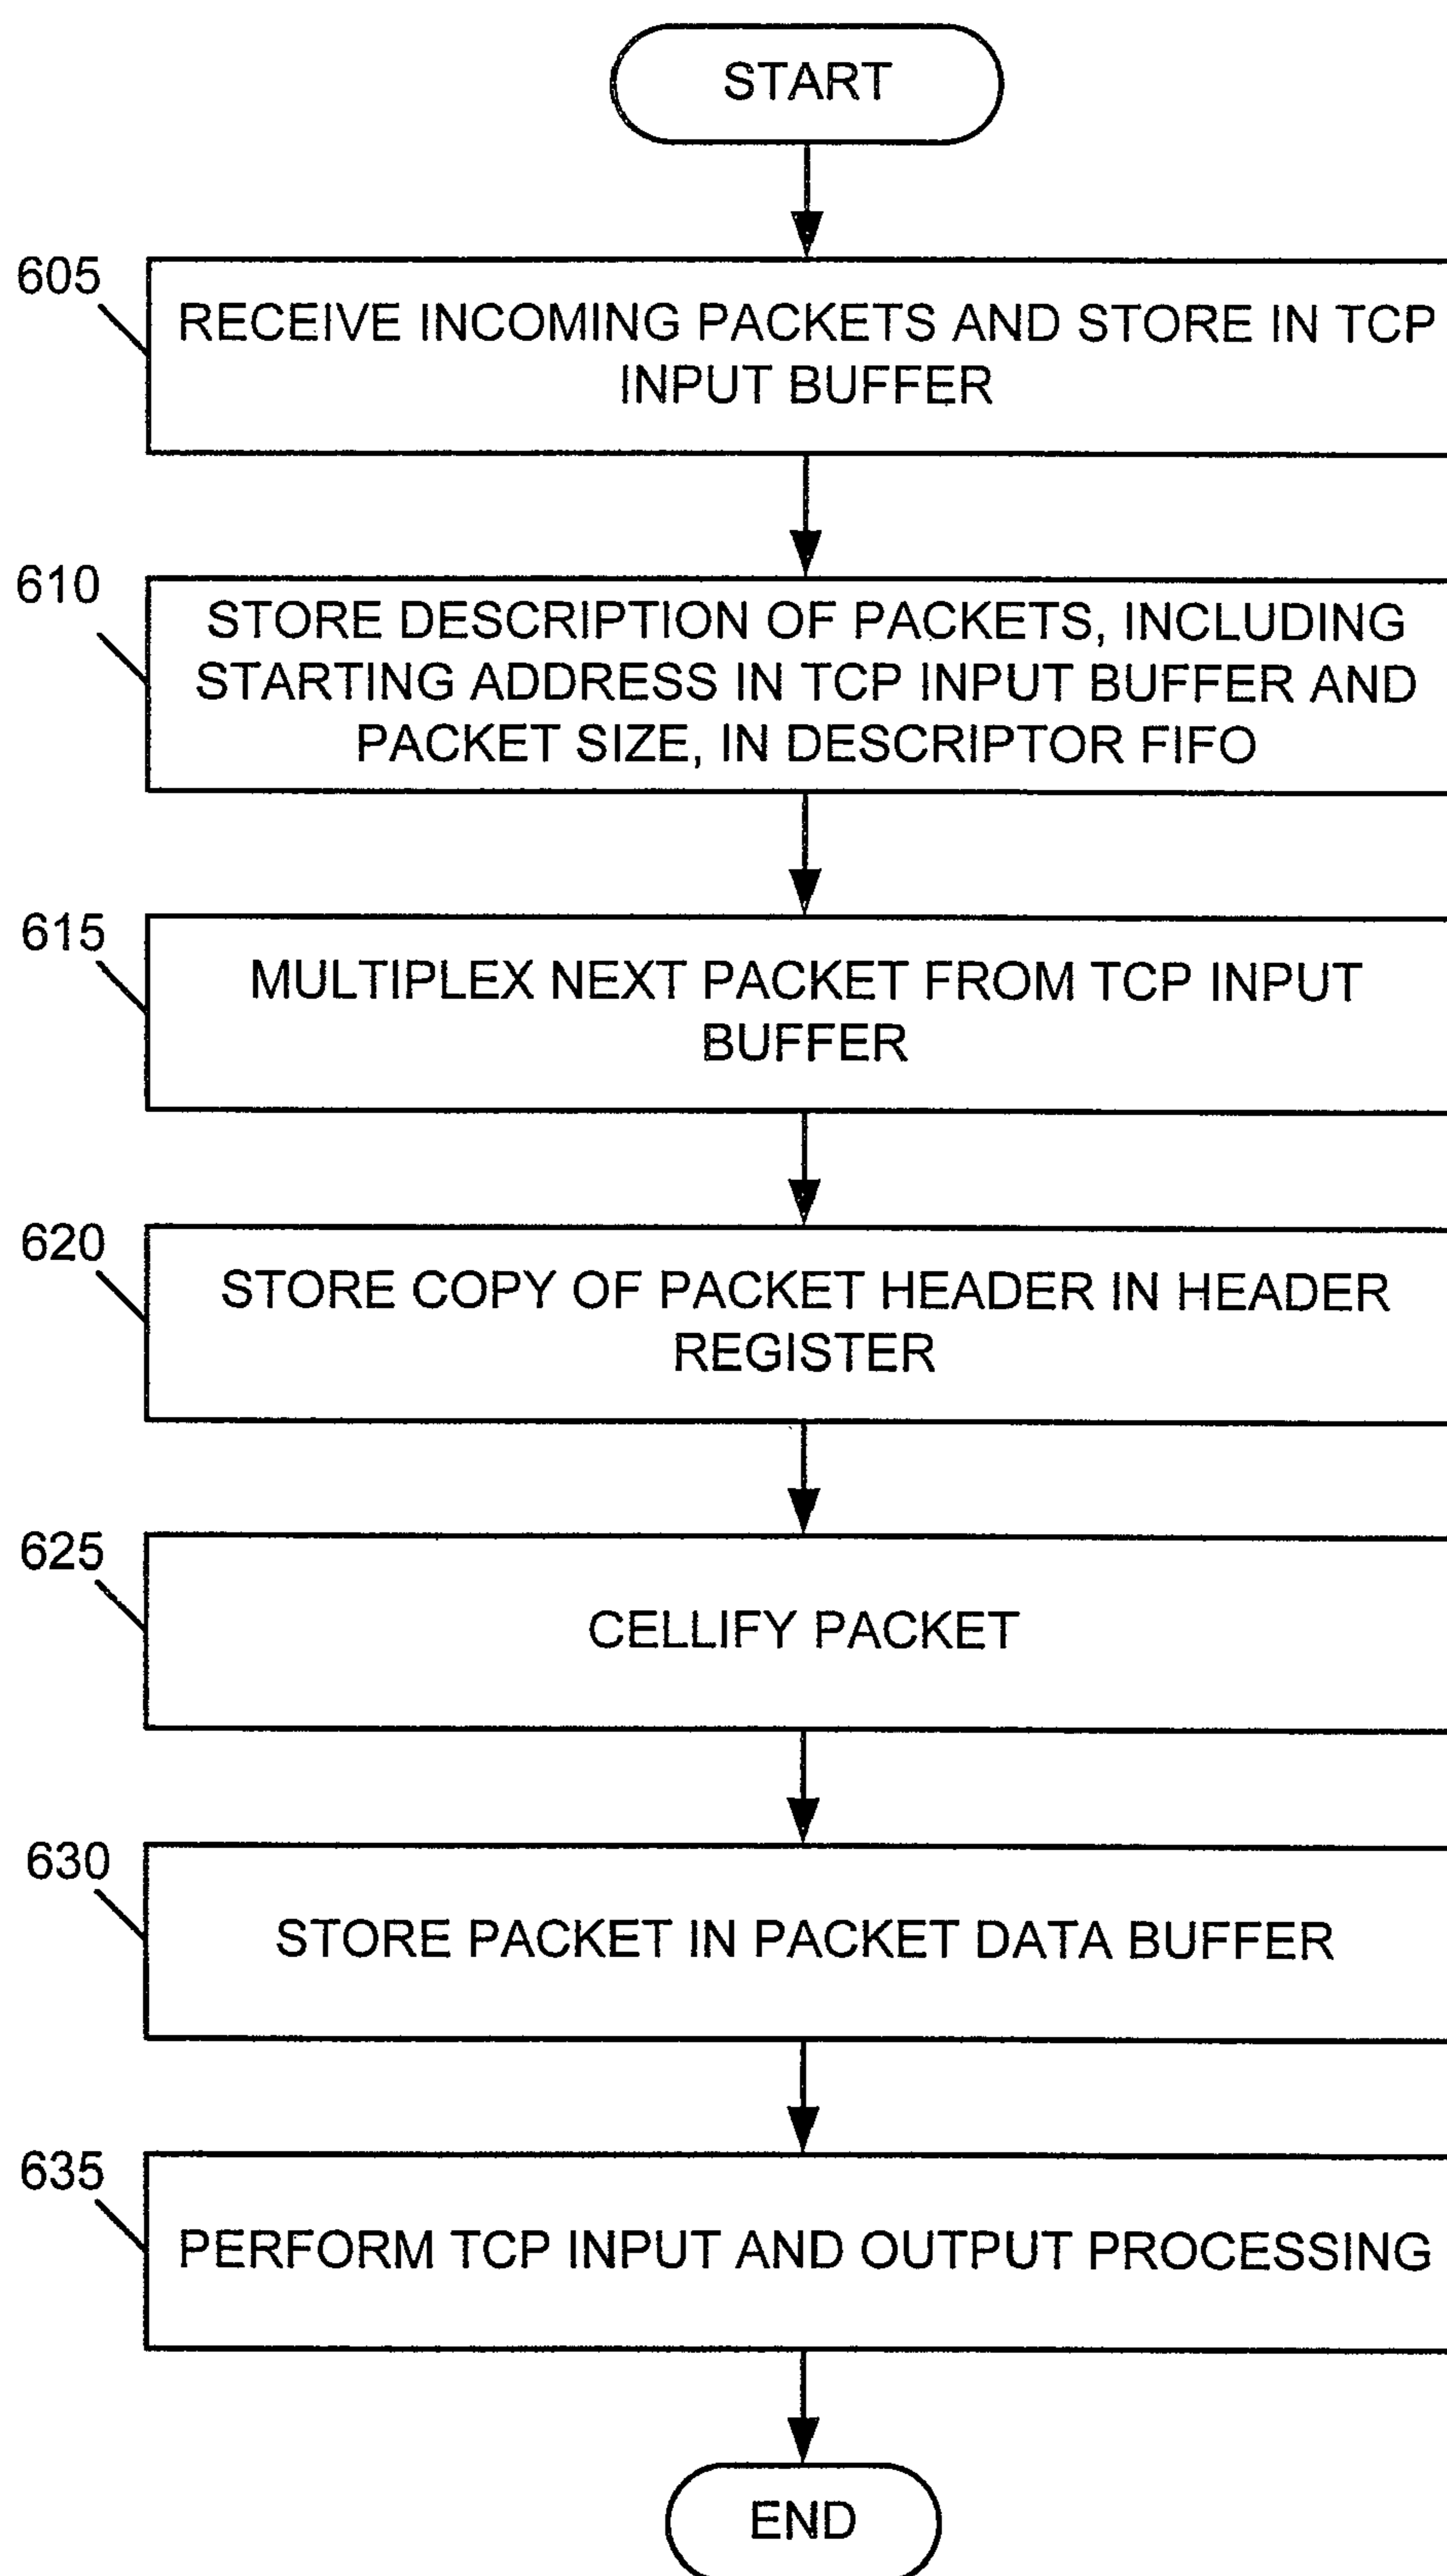 START
605
RECEIVE INCOMING PACKETS AND STORE IN TCP
INPUT BUFFER
610
STORE DESCRIPTION OF PACKETS, INCLUDING
STARTING ADDRESS IN TCP INPUT BUFFER AND
PACKET SIZE, IN DESCRIPTOR FIFO
615
MULTIPLEX NEXT PACKET FROM TCP INPUT
BUFFER
620
STORE COPY OF PACKET HEADER IN HEADER
REGISTER
625
CELLIFY PACKET
630
STORE PACKET IN PACKET DATA BUFFER
635
PERFORM TCP INPUT AND OUTPUT PROCESSING
END